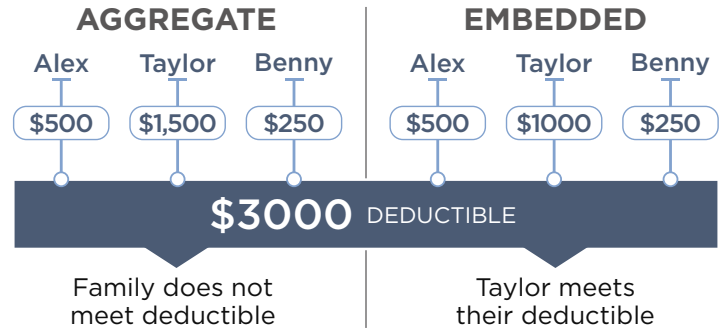 AGGREGATE
Alex Taylor Benny
$500 $1,500 $250
EMBEDDED
Alex Taylor Benny
$500 $1000 $250
$3000 DEDUCTIBLE
Family does not
meet deductible
Taylor meets
their deductible